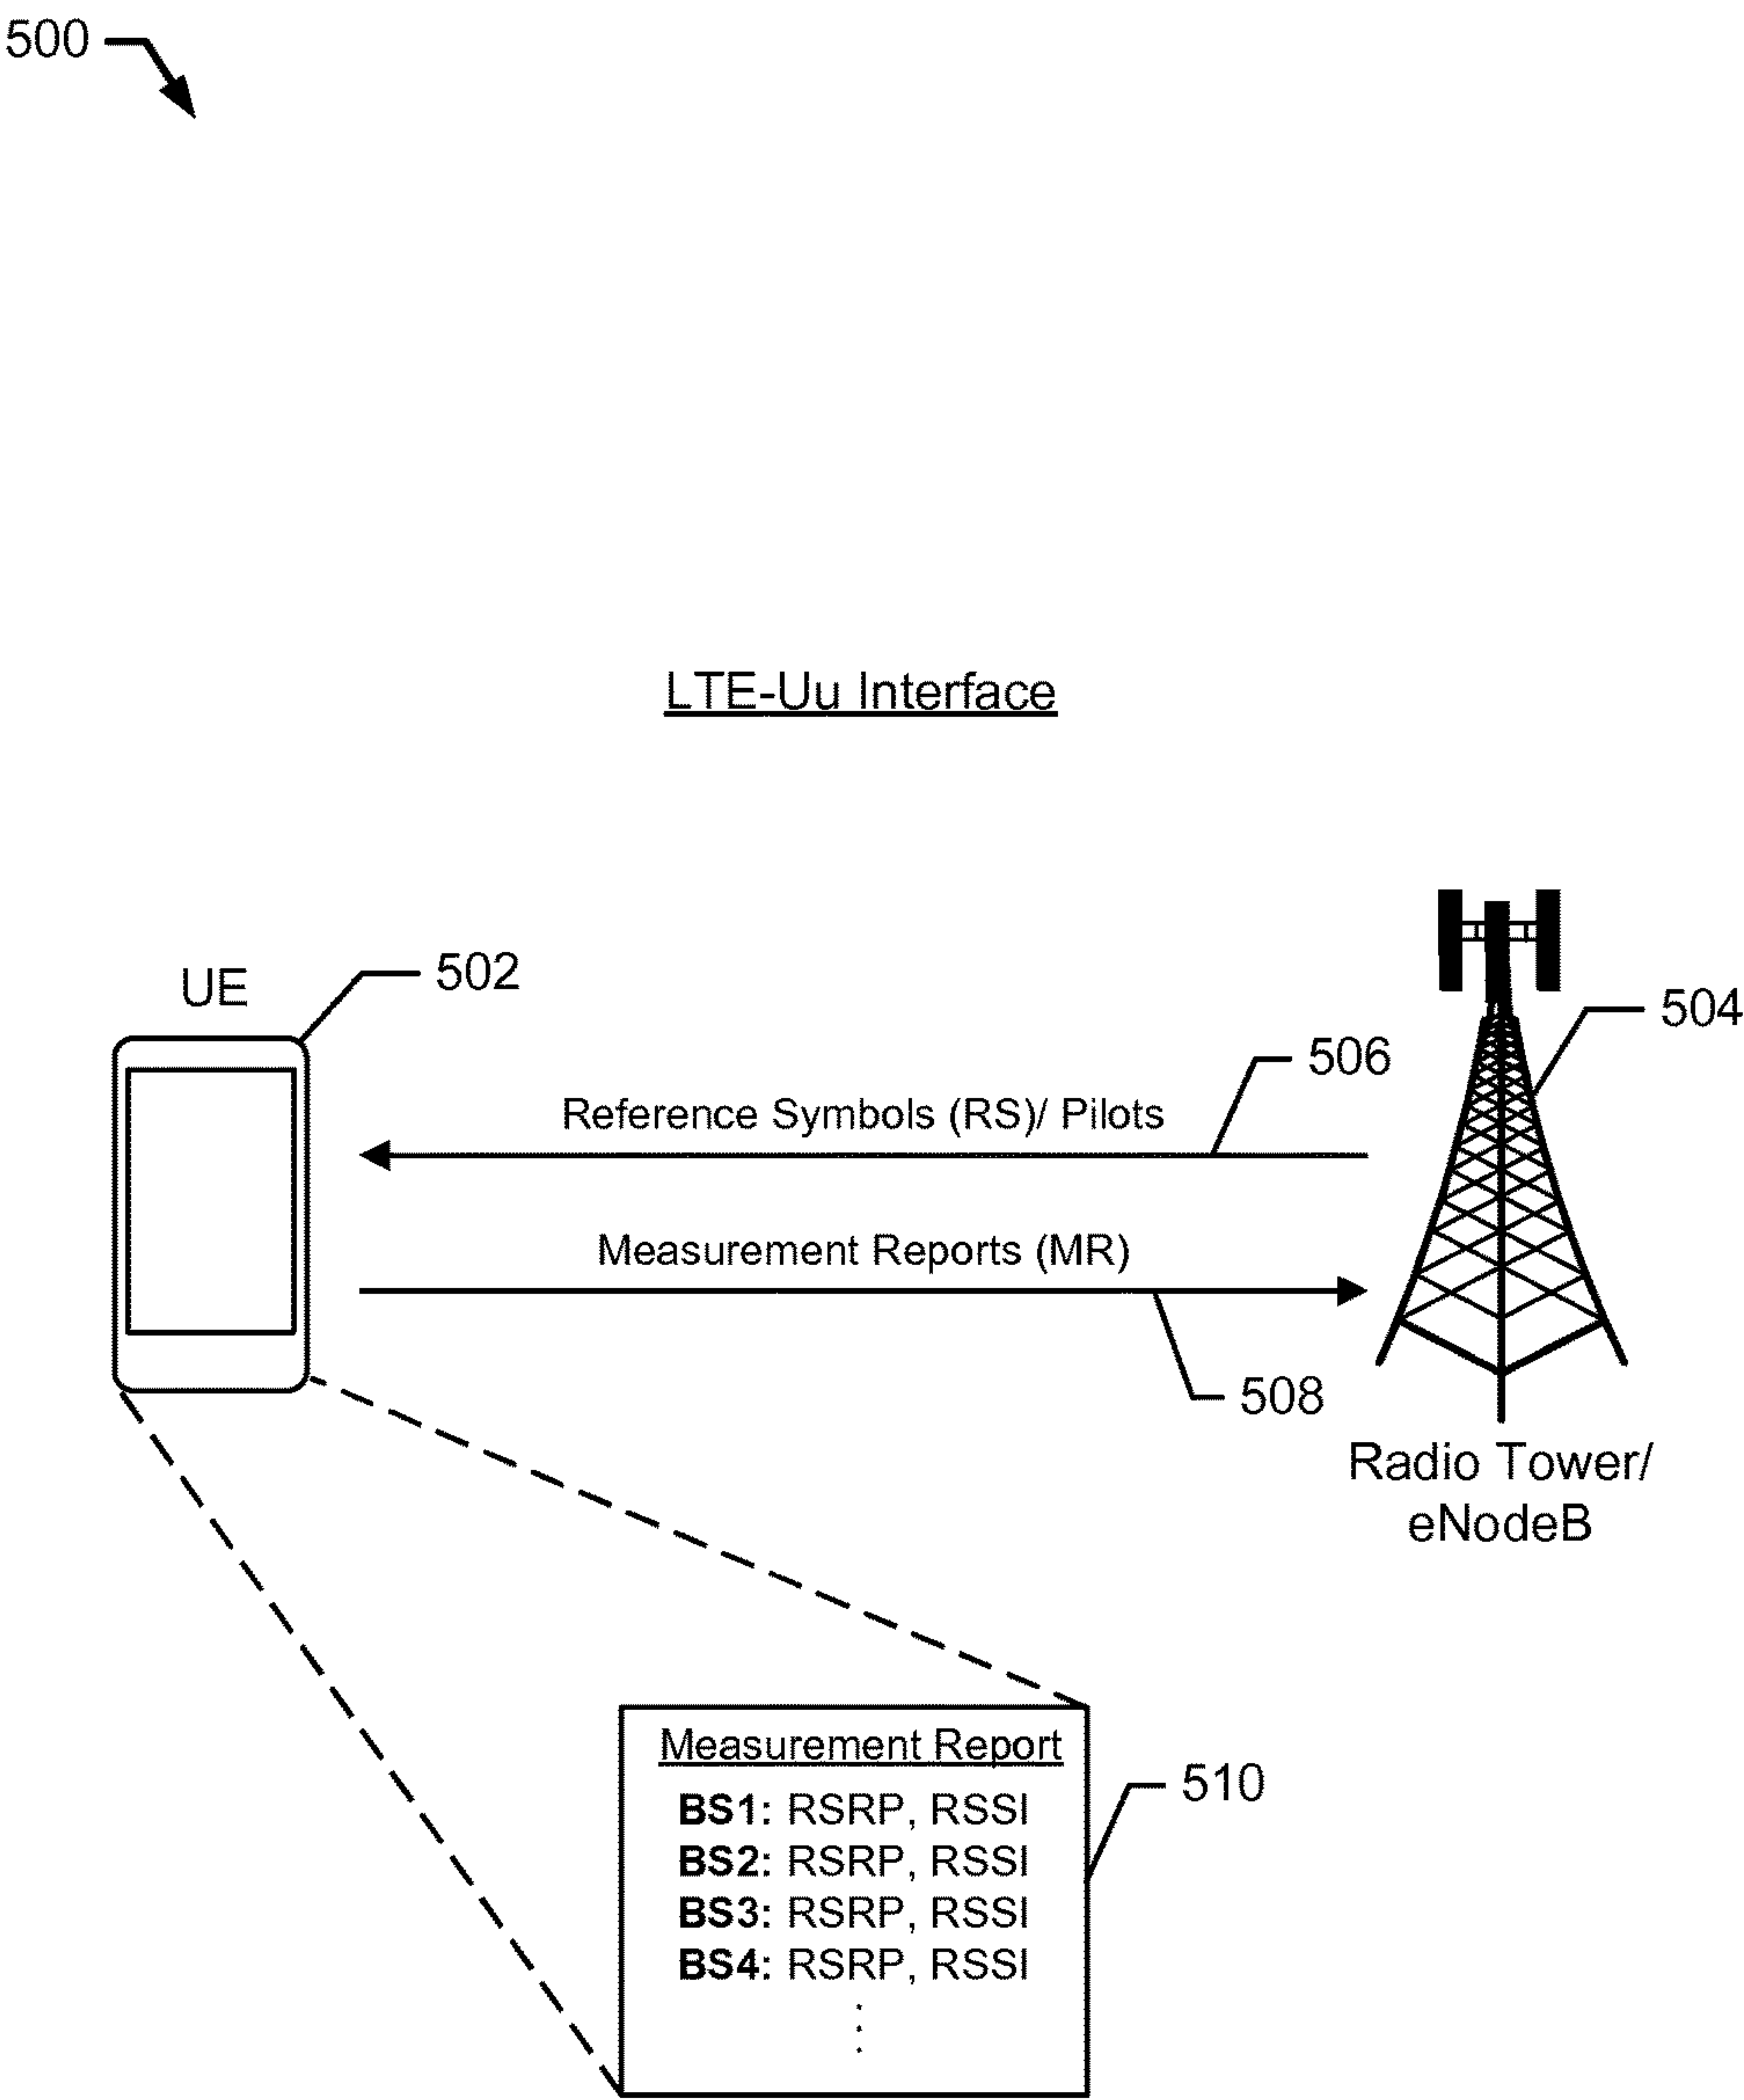 500
LTE-Uu Interface
UE
502
504
506
Reference Symbols (RS)/ Pilots
Measurement Reports (MR)
508
Radio Tower/
eNodeB
Measurement Report
510
BS1: RSRP, RSSI
BS2: RSRP, RSSI
BS3: RSRP, RSSI
BS4: RSRP, RSSI